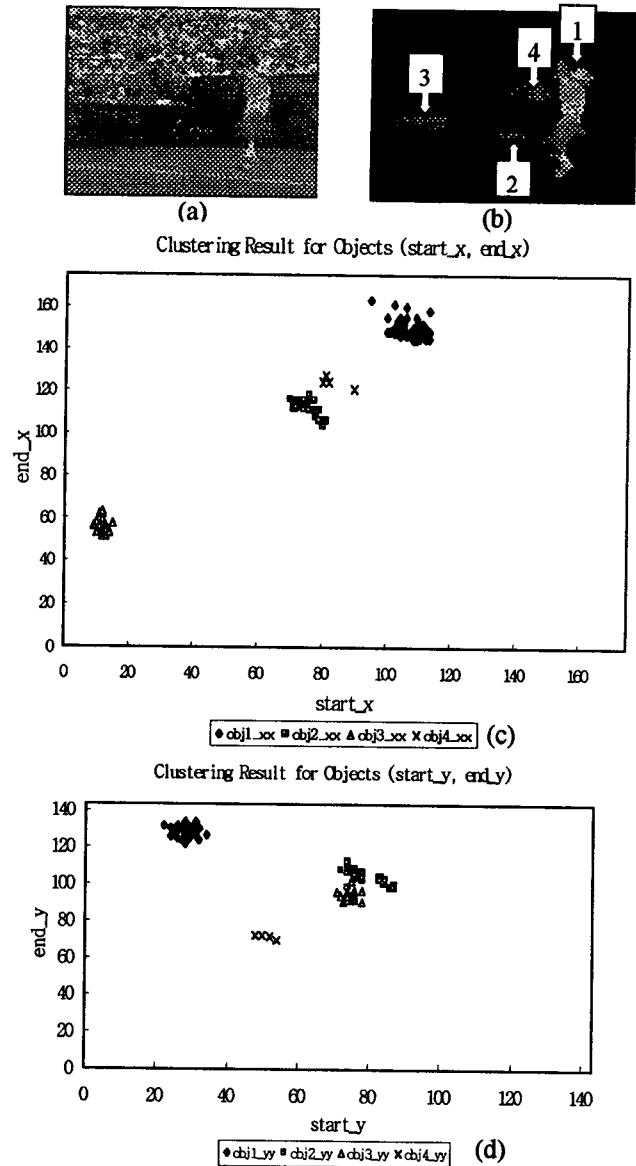 1
4
3
2
(a)
(b)
Clustering Result for Objects (start_x, end_x)
160
140
120
100
80
60
40
20
0
end_x
0 20 40 60 80 100 120 140 160
start_x
obj1_xx obj2_xx obj3_xx obj4_xx
(c)
Clustering Result for Objects (start_y, end_y)
140
120
100
80
60
40
20
0
end_y
0 20 40 60 80 100 120 140
start_y
obj1_yy obj2_yy obj3_yy obj4_yy
(d)